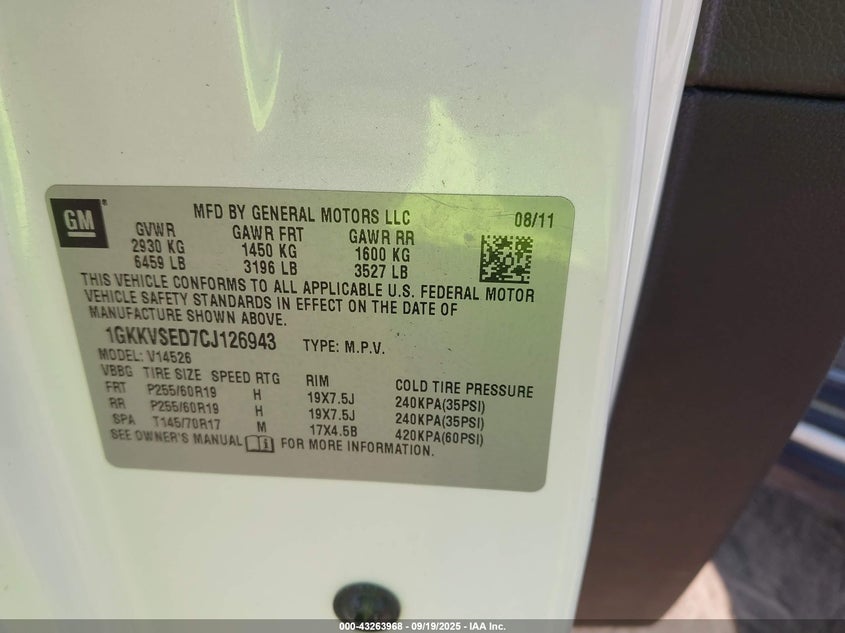 GM ®
MFD BY GENERAL MOTORS LLC 08/11
GVWR GAWR FRT GAWR RR
2930 KG 1450 KG 1600 KG
6459 LB 3196 LB 3527 LB
THIS VEHICLE CONFORMS TO ALL APPLICABLE U.S. FEDERAL MOTOR
VEHICLE SAFETY STANDARDS IN EFFECT ON THE DATE OF
MANUFACTURE SHOWN ABOVE.
1GKKVSED7CJ126943 TYPE: M.P.V.
MODEL: V14526
VBBG TIRE SIZE SPEED RTG RIM COLD TIRE PRESSURE
FRT P255/60R19 H 19X7.5J 240KPA(35PSI)
RR P255/60R19 H 19X7.5J 240KPA(35PSI)
SPA T145/70R17 M 17X4.5B 420KPA(60PSI)
SEE OWNER'S MANUAL FOR MORE INFORMATION.
000-43263968 - 09/19/2025 - IAA Inc.